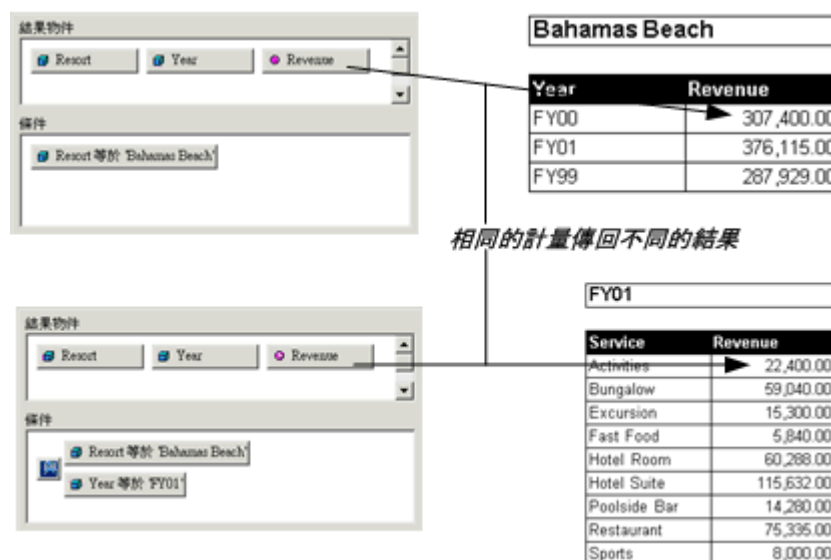 結果物件
Resort Year Revenue
條件
Resort 等於 'Bahamas Beach'
Bahamas Beach
Year Revenue
FY00 307,400.00
FY01 376,115.00
FY99 287,929.00
相同的計量傳回不同的結果
結果物件
Resort Year Revenue
條件
與
Resort 等於 'Bahamas Beach'
Year 等於 'FY01'
FY01
Service Revenue
Activities 22,400.00
Bungalow 59,040.00
Excursion 15,300.00
Fast Food 5,840.00
Hotel Room 60,288.00
Hotel Suite 115,632.00
Poolside Bar 14,280.00
Restaurant 75,335.00
Sports 8,000.00